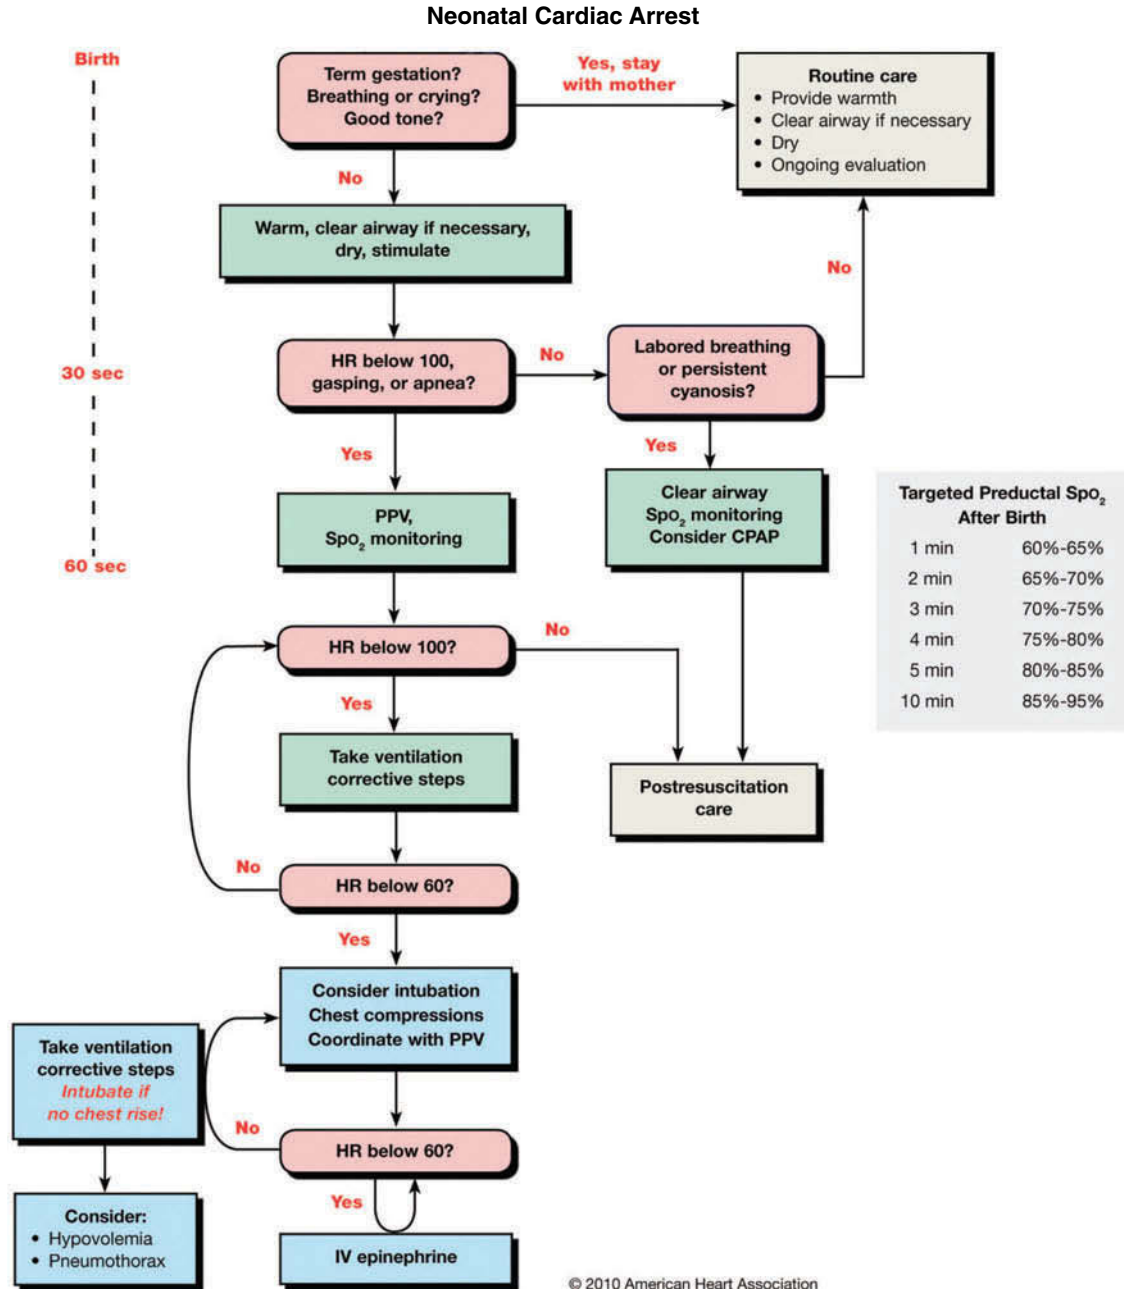 Neonatal Cardiac Arrest
Birth
Term gestation?
Breathing or crying?
Good tone?
Yes, stay
with mother
Routine care
• Provide warmth
• Clear airway if necessary
• Dry
• Ongoing evaluation
No
Warm, clear airway if necessary,
dry, stimulate
No
30 sec
HR below 100,
gasping, or apnea?
No
Labored breathing
or persistent
cyanosis?
Yes
Yes
PPV,
Spo₂ monitoring
Clear airway
Spo₂ monitoring
Consider CPAP
60 sec
Targeted Preductal Spo₂
After Birth
1 min 60%-65%
2 min 65%-70%
3 min 70%-75%
4 min 75%-80%
5 min 80%-85%
10 min 85%-95%
HR below 100?
No
Yes
Take ventilation
corrective steps
Postresuscitation
care
No
HR below 60?
Yes
Consider intubation
Chest compressions
Coordinate with PPV
Take ventilation
corrective steps
Intubate if
no chest rise!
No
HR below 60?
Yes
Consider:
• Hypovolemia
• Pneumothorax
IV epinephrine
© 2010 American Heart Association